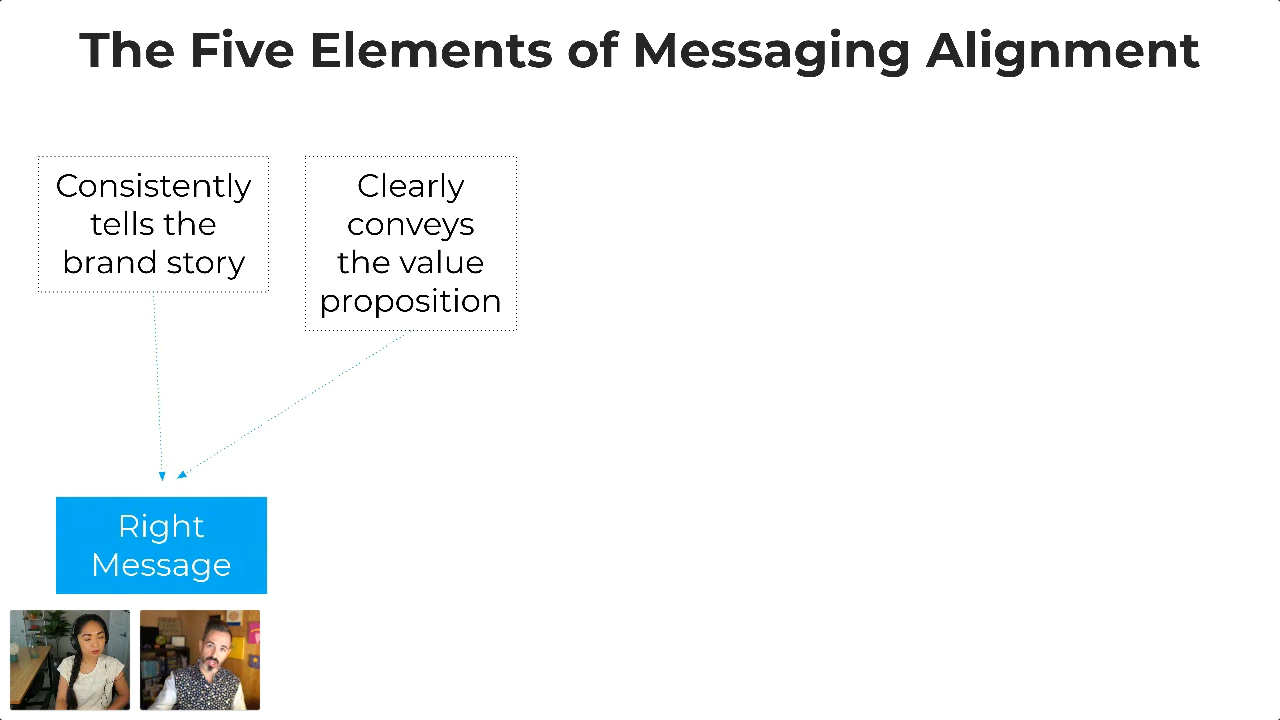 The Five Elements of Messaging Alignment
Consistently
tells the
brand story
Clearly
conveys
the value
proposition
Right
Message